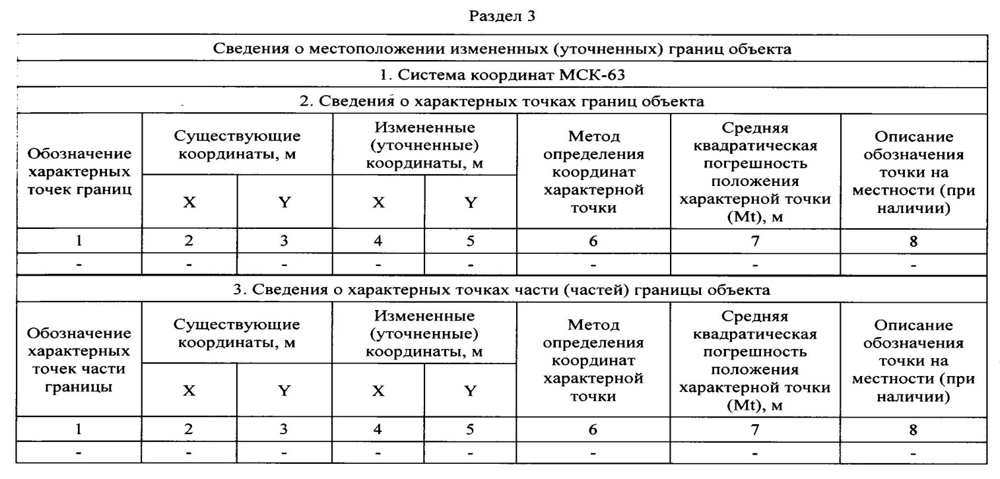 Раздел 3
Сведения о местоположении измененных (уточненных) границ объекта
1. Система координат МСК-63
2. Сведения о характерных точках границ объекта
Обозначение
характерных
точек границ
Существующие
координаты, м
Измененные
(уточненные)
координаты, м
Метод
определения
координат
характерной
точки
Средняя
квадратическая
погрешность
положения
характерной точки
(Mt), м
Описание
обозначения
точки на
местности (при
наличии)
X Y X Y
1 2 3 4 5 6 7 8
- - - - - - - -
3. Сведения о характерных точках части (частей) границы объекта
Обозначение
характерных
точек части
границы
Существующие
координаты, м
Измененные
(уточненные)
координаты, м
Метод
определения
координат
характерной
точки
Средняя
квадратическая
погрешность
положения
характерной точки
(Mt), м
Описание
обозначения
точки на
местности (при
наличии)
X Y X Y
1 2 3 4 5 6 7 8
- - - - - - - -